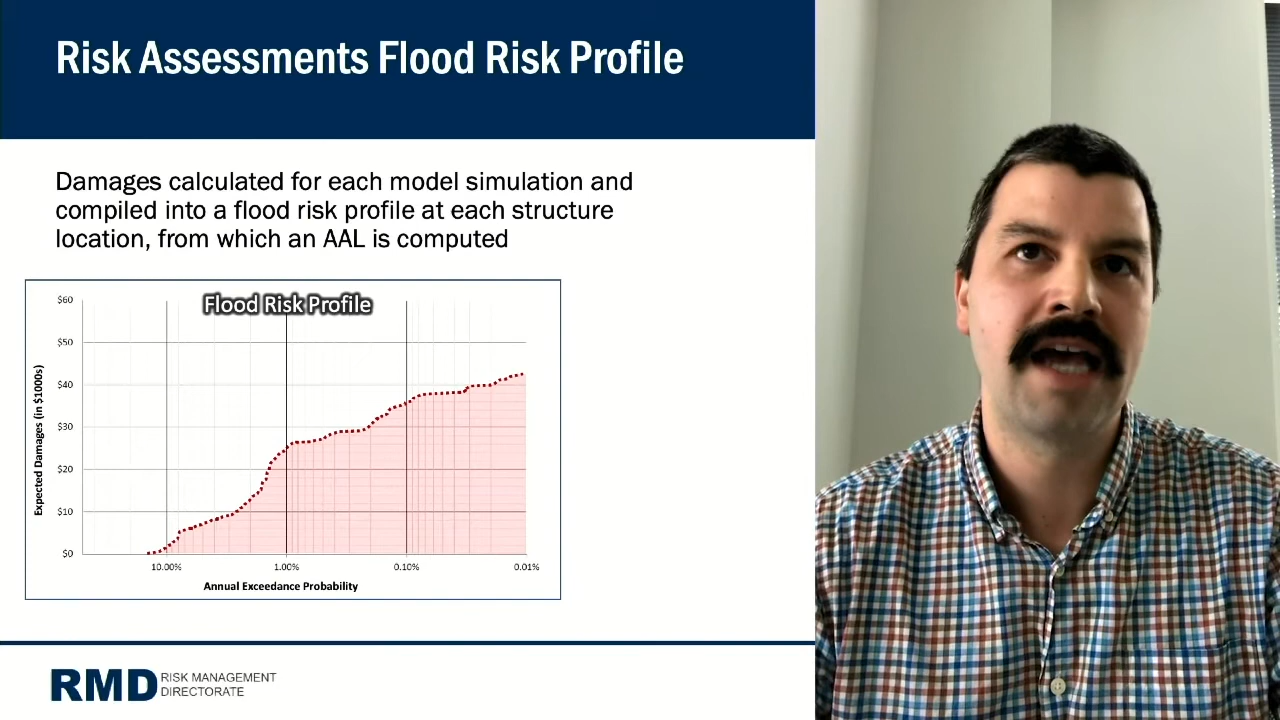 Risk Assessments Flood Risk Profile
Damages calculated for each model simulation and
compiled into a flood risk profile at each structure
location, from which an AAL is computed
Flood Risk Profile
$60
$50
$40
$30
$20
$10
$0
Expected Damages (in $1000s)
10.00%
1.00%
0.10%
0.01%
Annual Exceedance Probability
RMD
RISK MANAGEMENT
DIRECTORATE